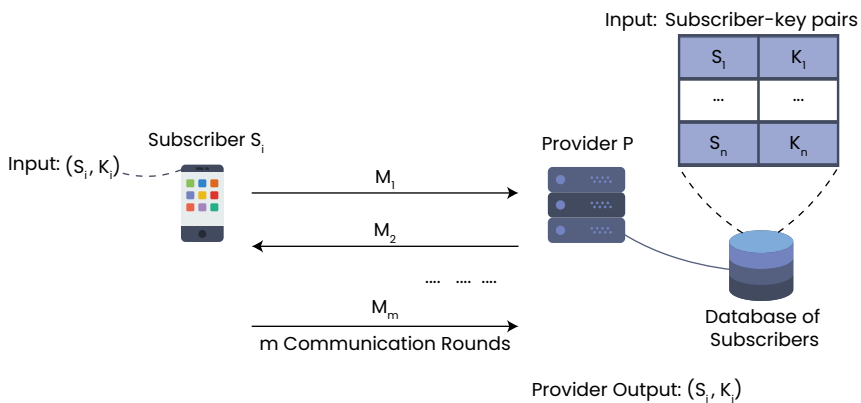 Input: Subscriber-key pairs
S₁ K₁
... ...
Sₙ Kₙ
Subscriber Sᵢ
Provider P
Input: (Sᵢ, Kᵢ)
M₁
M₂
.... .... ....
Mₘ
m Communication Rounds
Database of
Subscribers
Provider Output: (Sᵢ, Kᵢ)